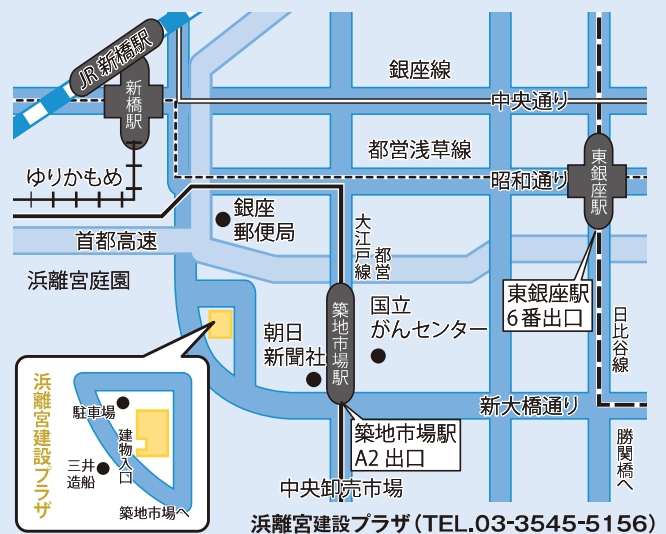 JR 新橋駅
新橋駅
銀座線
中央通り
都営浅草線
昭和通り
東銀座駅
ゆりかもめ
銀座
郵便局
首都高速
都営
大江戸線
浜離宮庭園
東銀座駅
6番出口
日比谷線
築地市場駅
国立
がんセンター
朝日
新聞社
新大橋通り
築地市場駅
A2 出口
勝関橋へ
中央卸売市場
浜離宮建設プラザ
駐車場
建物入口
三井
造船
築地市場へ
浜離宮建設プラザ(TEL.03-3545-5156)